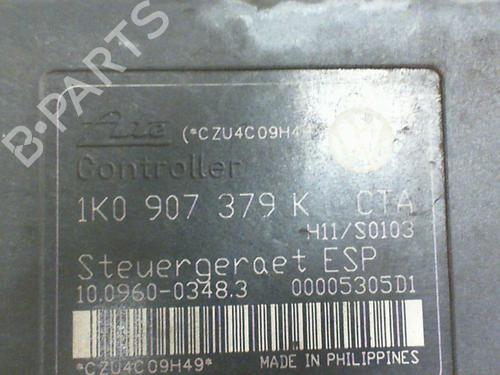 B-PARTS
Ate (*CZU4C09H4
Controller
1K0 907 379 K CTA
H11/S0103
Steuergeraet ESP
10.0960-0348.3 00005305D1
*CZU4C09H49* MADE IN PHILIPPINES